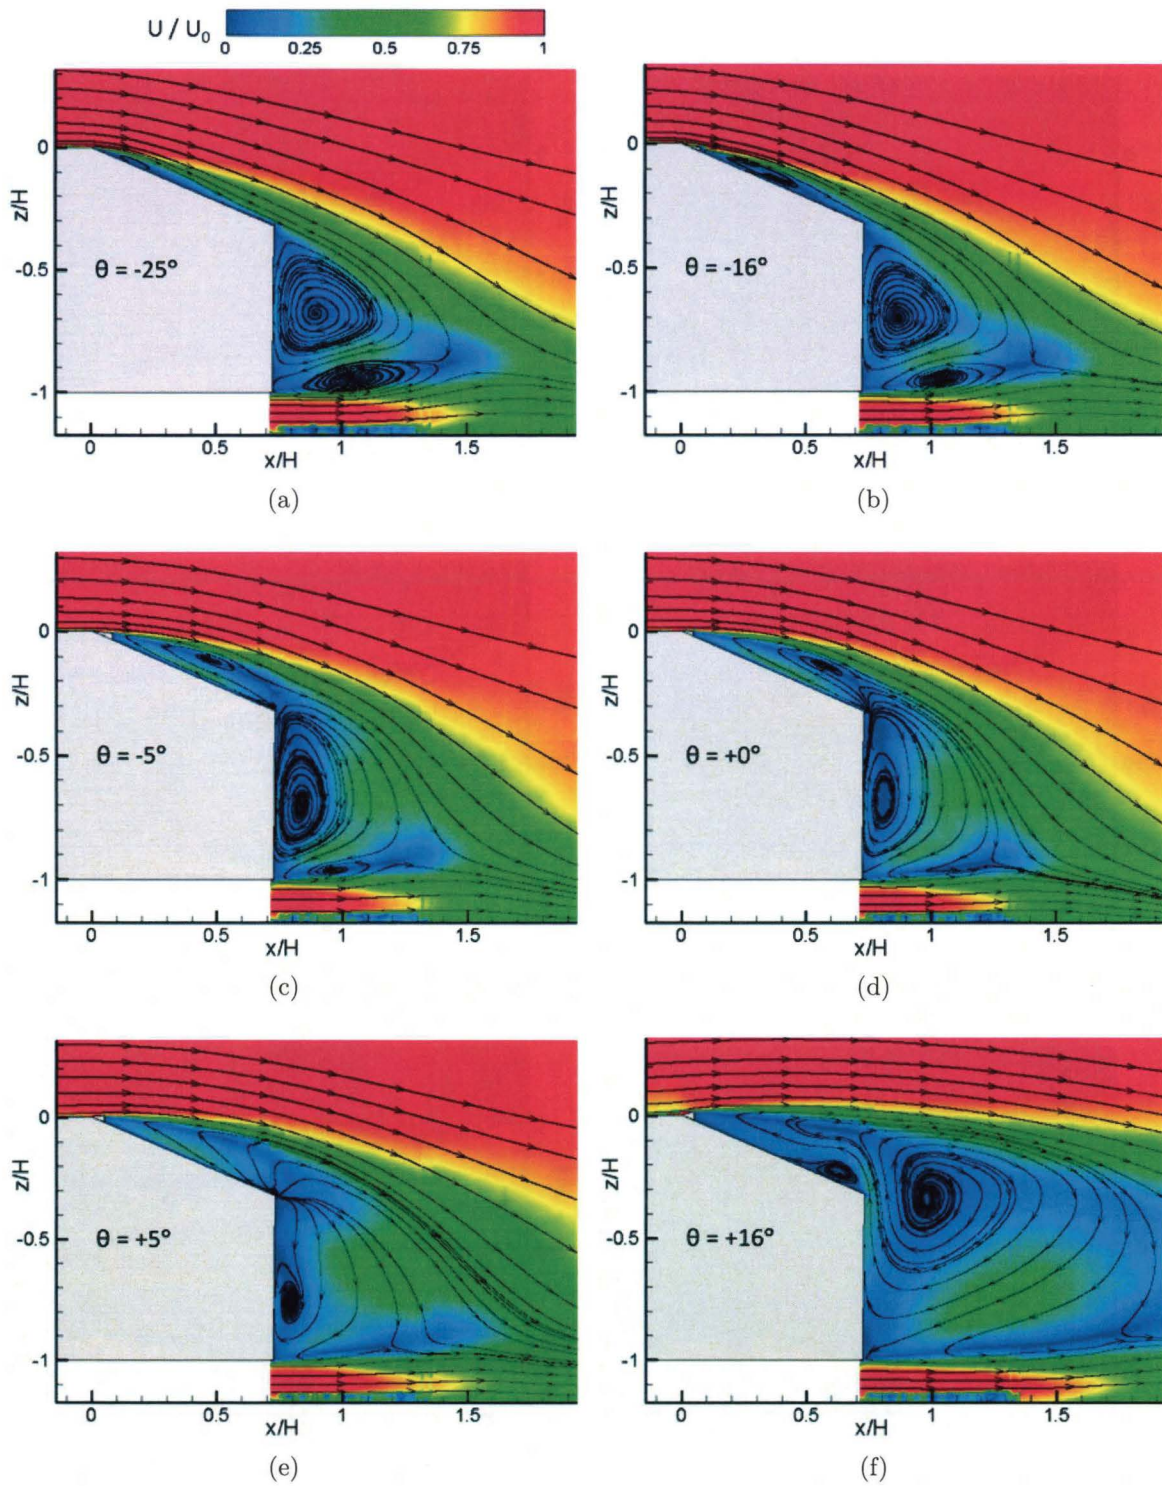 U / U0
0 0.25 0.5 0.75 1
z/H
0
-0.5
-1
θ = -25°
0 0.5 1 1.5
x/H
(a)
z/H
0
-0.5
-1
θ = -16°
0 0.5 1 1.5
x/H
(b)
z/H
0
-0.5
-1
θ = -5°
0 0.5 1 1.5
x/H
(c)
z/H
0
-0.5
-1
θ = +0°
0 0.5 1 1.5
x/H
(d)
z/H
0
-0.5
-1
θ = +5°
0 0.5 1 1.5
x/H
(e)
z/H
0
-0.5
-1
θ = +16°
0 0.5 1 1.5
x/H
(f)